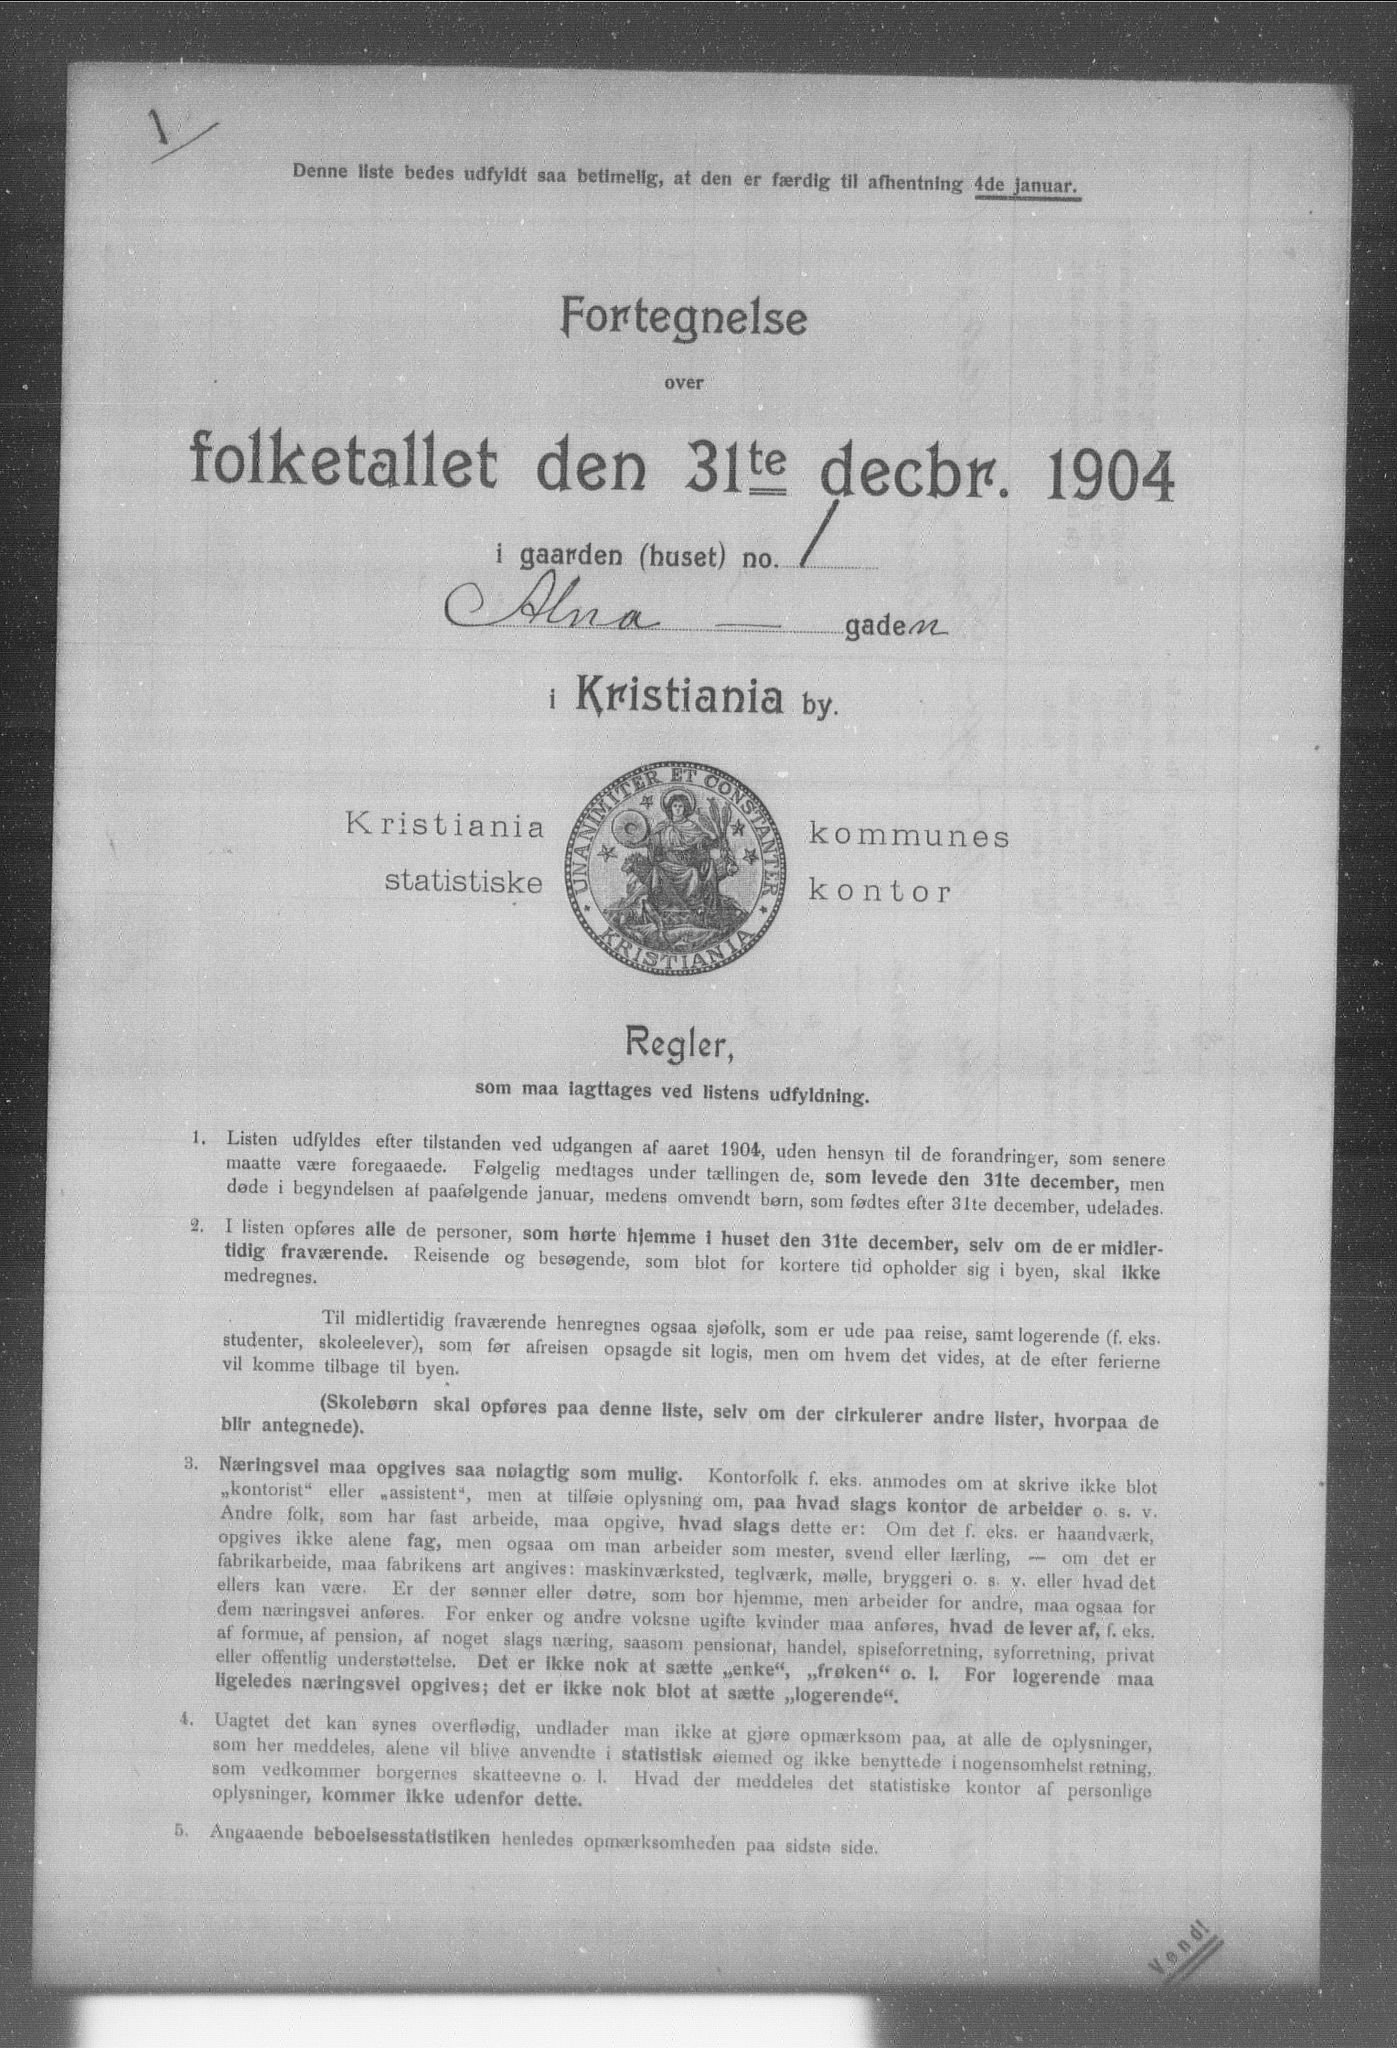 1
Denne liste bedes udfyldt saa betimelig, at den er færdig til afhentning 4de januar.
Fortegnelse
over
folketallet den 31te decbr. 1904
i gaarden (huset) no. 1
Alna — gaden
i Kristiania by.
Kristiania kommunes
statistiske kontor
UNANIMITER ET CONSTANTER
KRISTIANIA
Regler,
som maa iagttages ved listens udfyldning.
1. Listen udfyldes efter tilstanden ved udgangen af aaret 1904, uden hensyn til de forandringer, som senere
maatte være foregaaede. Følgelig medtages under tællingen de, som levede den 31te december, men
døde i begyndelsen af paafølgende januar, medens omvendt børn, som fødtes efter 31te december, udelades.
2. I listen opføres alle de personer, som hørte hjemme i huset den 31te december, selv om de er midler-
tidig fraværende. Reisende og besøgende, som blot for kortere tid opholder sig i byen, skal ikke
medregnes.
Til midlertidig fraværende henregnes ogsaa sjøfolk, som er ude paa reise, samt logerende (f. eks.
studenter, skoleelever), som før afreisen opsagde sit logis, men om hvem det vides, at de efter ferierne
vil komme tilbage til byen.
(Skolebørn skal opføres paa denne liste, selv om der cirkulerer andre lister, hvorpaa de
blir antegnede).
3. Næringsvei maa opgives saa nøiagtig som mulig. Kontorfolk f. eks. anmodes om at skrive ikke blot
„kontorist“ eller „assistent“, men at tilføie oplysning om, paa hvad slags kontor de arbeider o. s. v.
Andre folk, som har fast arbeide, maa opgive, hvad slags dette er: Om det f. eks. er haandværk,
opgives ikke alene fag, men ogsaa om man arbeider som mester, svend eller lærling, — om det er
fabrikarbeide, maa fabrikens art angives: maskinværksted, teglværk, mølle, bryggeri o. s. v. eller hvad det
ellers kan være. Er der sønner eller døtre, som bor hjemme, men arbeider for andre, maa ogsaa for
dem næringsvei anføres. For enker og andre voksne ugifte kvinder maa anføres, hvad de lever af, f. eks.
af formue, af pension, af noget slags næring, saasom pensionat, handel, spiseforretning, syforretning, privat
eller offentlig understøttelse. Det er ikke nok at sætte „enke“, „frøken“ o. l. For logerende maa
ligeledes næringsvei opgives; det er ikke nok blot at sætte „logerende“.
4. Uagtet det kan synes overflødig, undlader man ikke at gjøre opmærksom paa, at alle de oplysninger,
som her meddeles, alene vil blive anvendte i statistisk øiemed og ikke benyttede i nogensomhelst retning,
som vedkommer borgernes skatteevne o. l. Hvad der meddeles det statistiske kontor af personlige
oplysninger, kommer ikke udenfor dette.
5. Angaaende beboelsesstatistiken henledes opmærksomheden paa sidste side.
Vend!